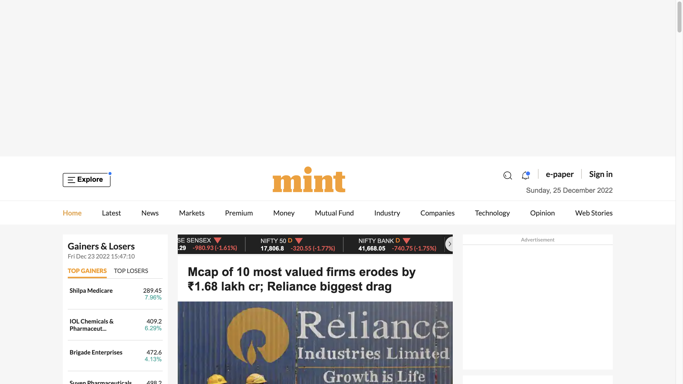 Explore
mint
e-paper
Sign in
Sunday, 25 December 2022
Home
Latest
News
Markets
Premium
Money
Mutual Fund
Industry
Companies
Technology
Opinion
Web Stories
Gainers & Losers
Fri Dec 23 2022 15:47:10
TOP GAINERS
TOP LOSERS
Shilpa Medicare
289.45
7.96%
IOL Chemicals &
Pharmaceut...
409.2
6.29%
Brigade Enterprises
472.6
4.13%
Suven Pharmaceuticals
498.2
SE SENSEX
.29 -980.93 (-1.61%)
NIFTY 50 D
17,806.8 -320.55 (-1.77%)
NIFTY BANK D
41,668.05 -740.75 (-1.75%)
Mcap of 10 most valued firms erodes by
₹1.68 lakh cr; Reliance biggest drag
Reliance
Industries Limited
Growth is Life
Advertisement